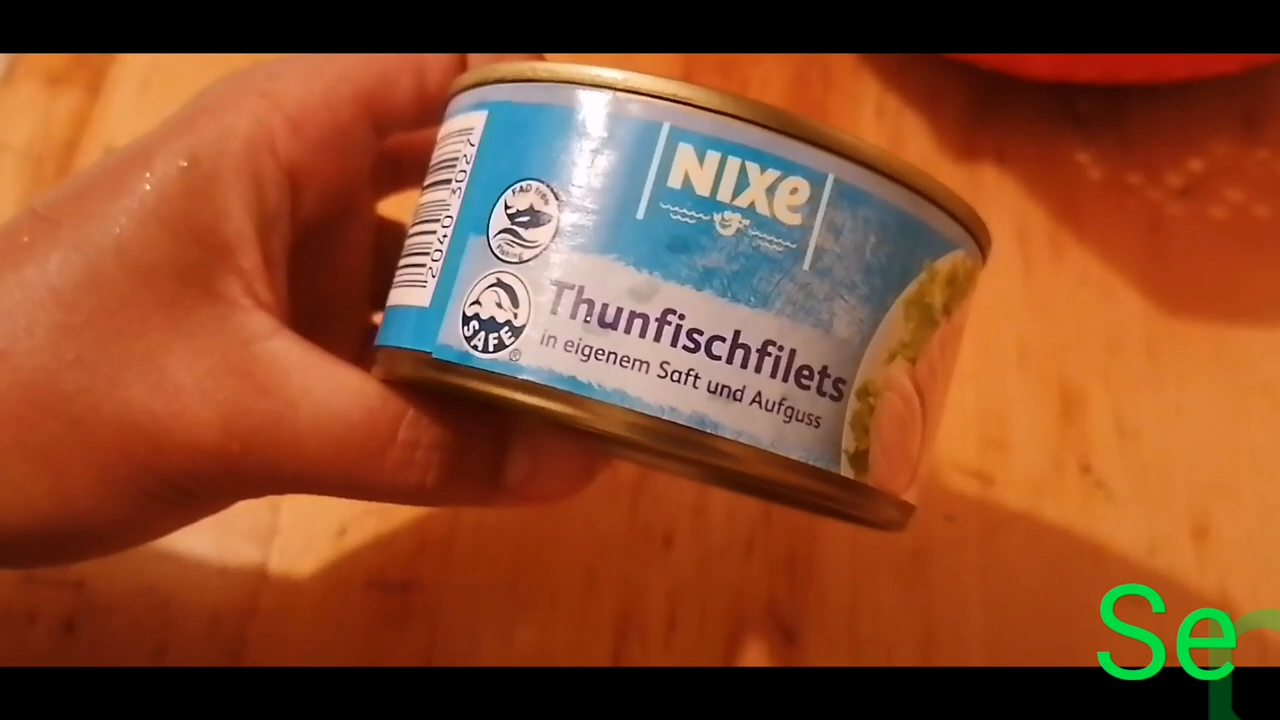 NIXe
FAD free
Fishing
SAFE
®
Thunfischfilets
in eigenem Saft und Aufguss
2040 3027
Se